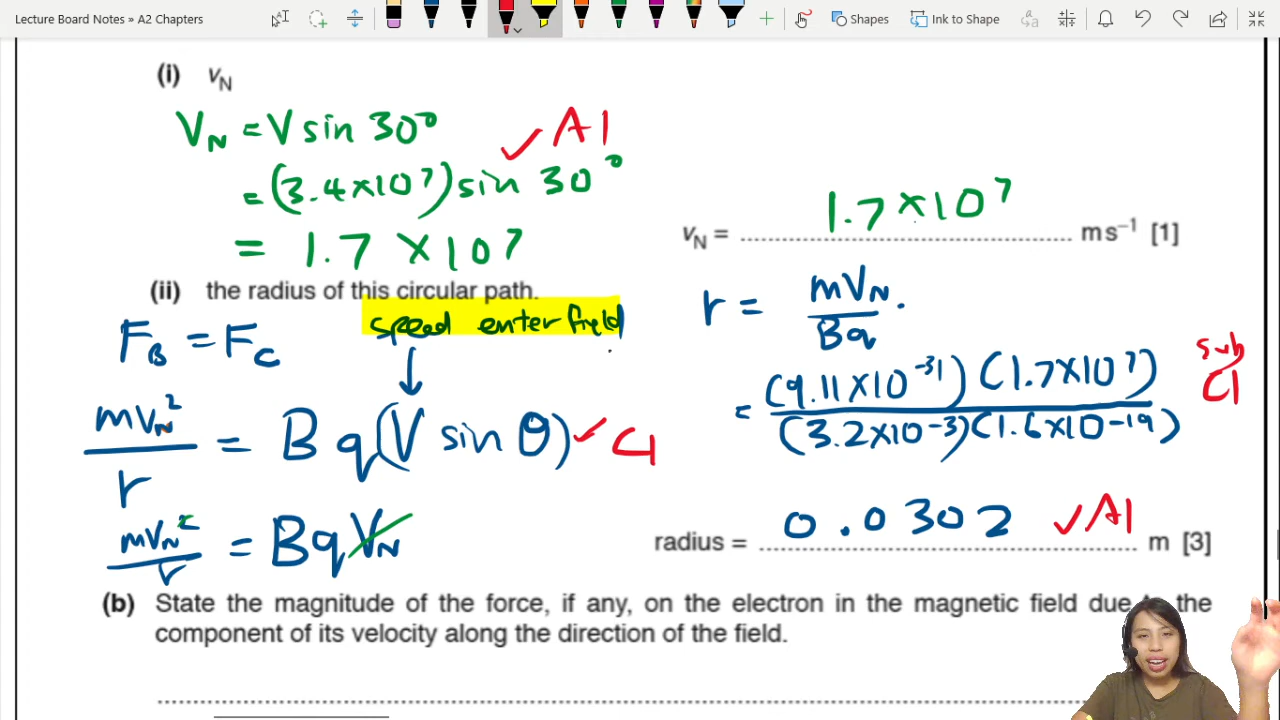 Lecture Board Notes » A2 Chapters
Shapes
Ink to Shape
(i) vN
VN = V sin 30°
✓ A1
= (3.4×10⁷) sin 30°
= 1.7 ×10⁷
1.7×10⁷
vN = ........................................ m s⁻¹ [1]
(ii) the radius of this circular path.
speed enter field
FB = FC
↓
mVN²/r = Bq(V sin θ) ✓ C1
mVN²/r = BqVN
r = mVN/Bq.
= (9.11×10⁻³¹)(1.7×10⁷)/(3.2×10⁻³)(1.6×10⁻¹⁹)
sub
C1
0.0302 ✓ A1
radius = ........................................ m [3]
(b) State the magnitude of the force, if any, on the electron in the magnetic field due the
component of its velocity along the direction of the field.